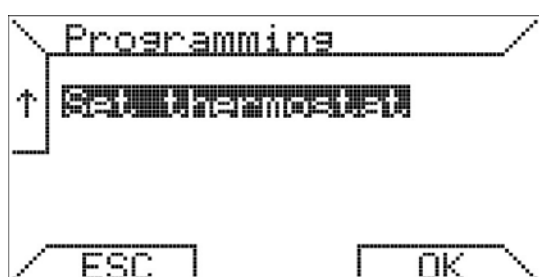 Programming
↑ Set thermostat
ESC OK